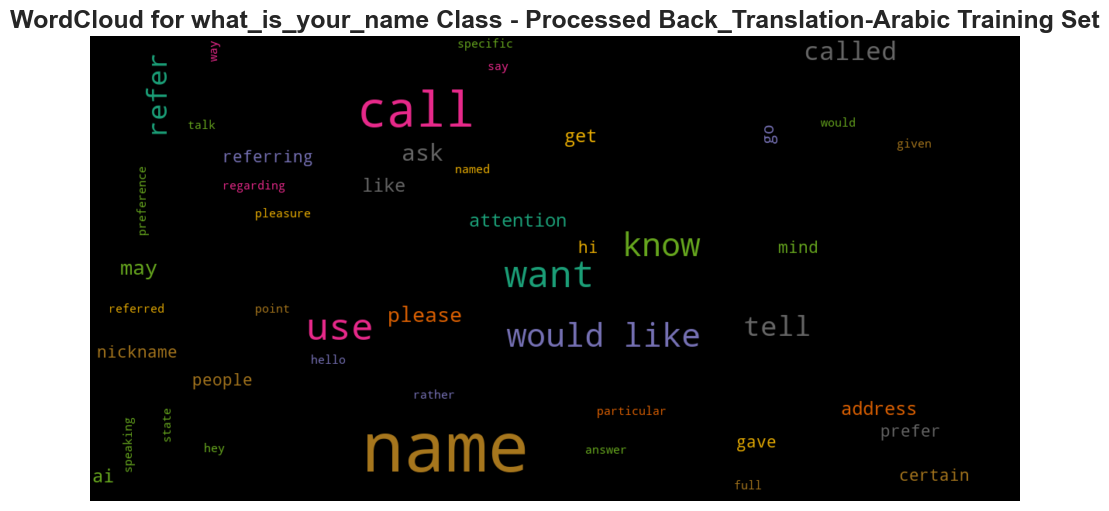 WordCloud for what_is_your_name Class - Processed Back_Translation-Arabic Training Set
way
specific
called
say
refer
call
talk
get
go
would
given
referring
ask
named
regarding
like
preference
pleasure
attention
hi
know
mind
may
want
referred
point
use
please
would like
tell
nickname
hello
people
rather
particular
address
prefer
state
speaking
hey
name
answer
gave
ai
certain
full